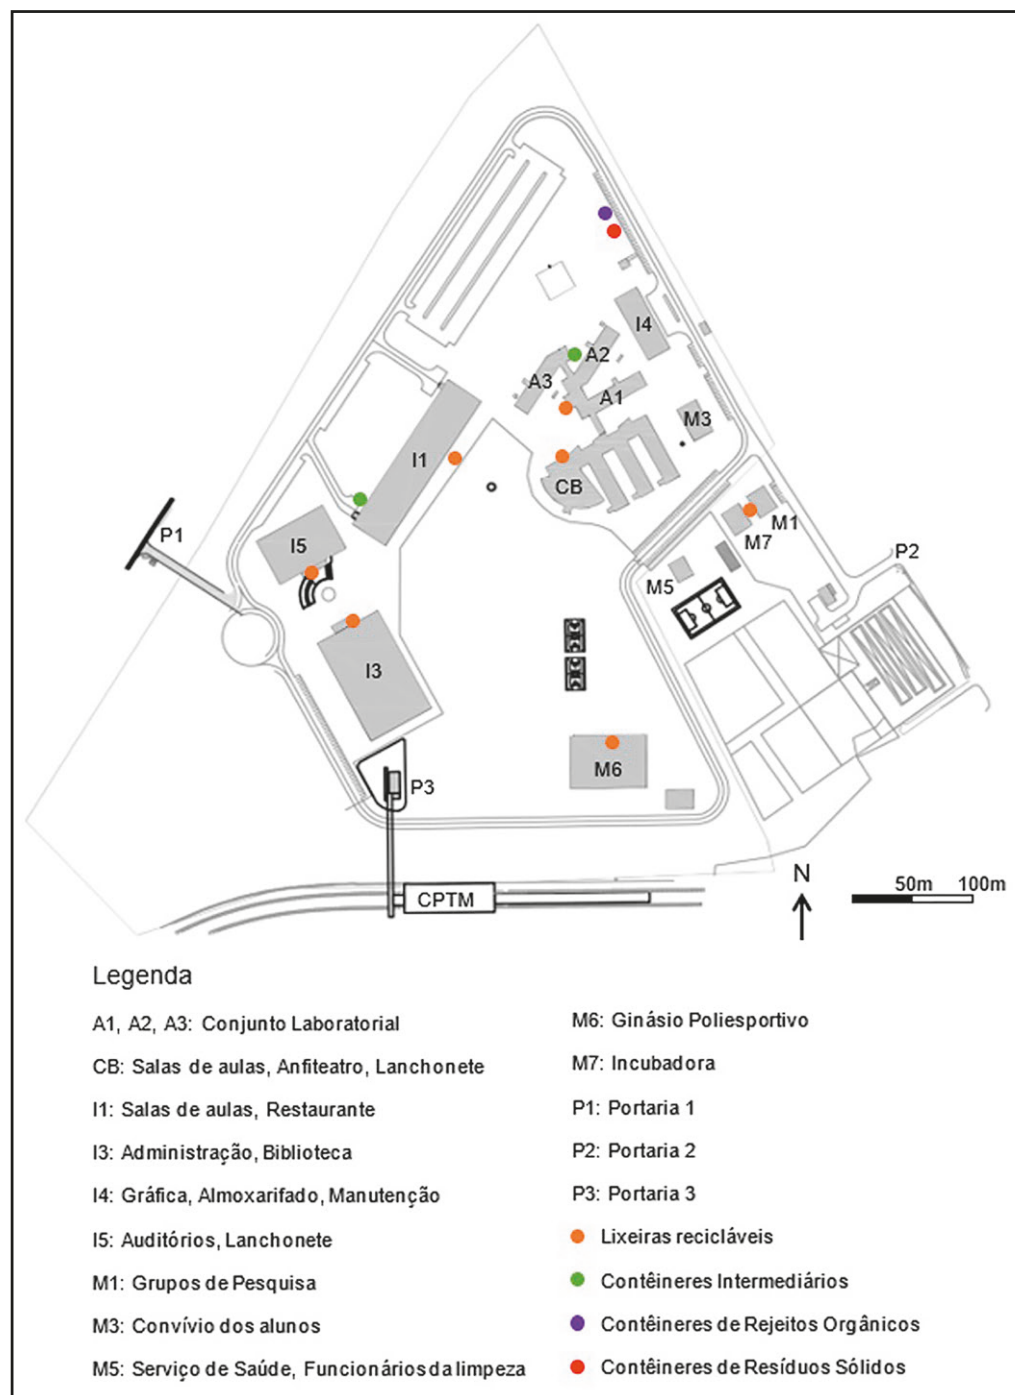 I4
A2
A3
A1
M3
I1
CB
M1
P1
M7
I5
P2
M5
I3
M6
P3
N
50m 100m
CPTM
Legenda
A1, A2, A3: Conjunto Laboratorial
CB: Salas de aulas, Anfiteatro, Lanchonete
I1: Salas de aulas, Restaurante
I3: Administração, Biblioteca
I4: Gráfica, Almoxarifado, Manutenção
I5: Auditórios, Lanchonete
M1: Grupos de Pesquisa
M3: Convívio dos alunos
M5: Serviço de Saúde, Funcionários da limpeza
M6: Ginásio Poliesportivo
M7: Incubadora
P1: Portaria 1
P2: Portaria 2
P3: Portaria 3
Lixeiras recicláveis
Contêineres Intermediários
Contêineres de Rejeitos Orgânicos
Contêineres de Resíduos Sólidos